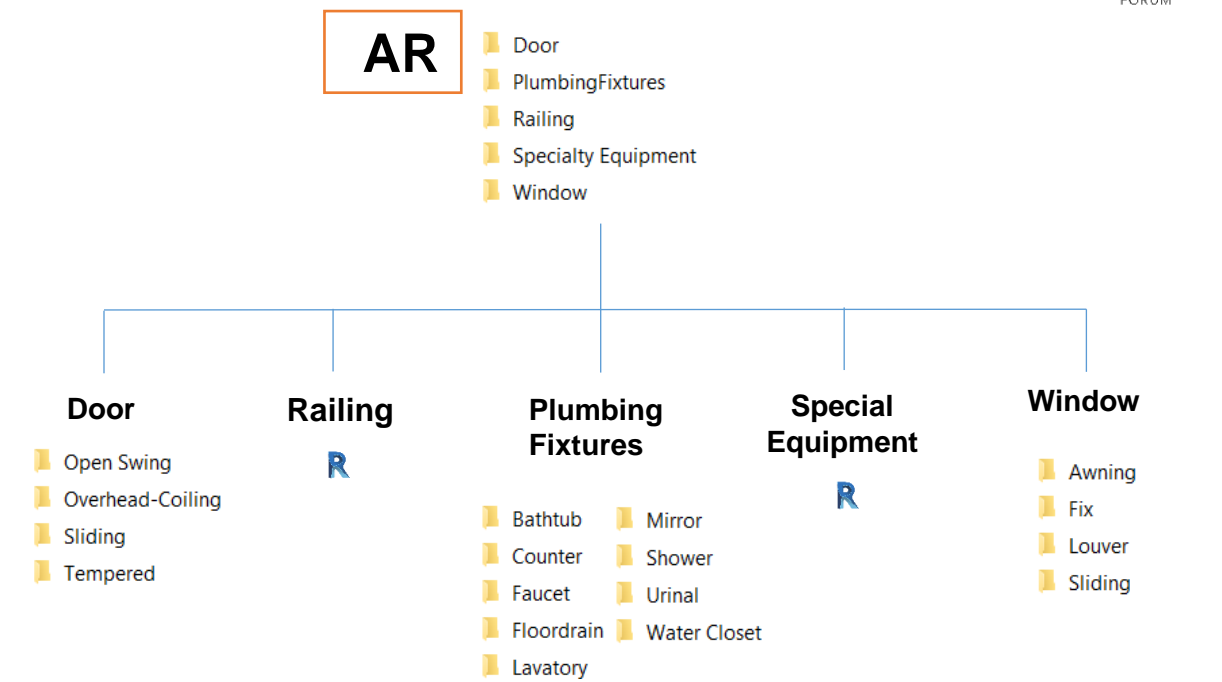 FORUM
AR
Door
PlumbingFixtures
Railing
Specialty Equipment
Window
Door
Open Swing
Overhead-Coiling
Sliding
Tempered
Railing
R
Plumbing
Fixtures
Bathtub
Counter
Faucet
Floordrain
Lavatory
Mirror
Shower
Urinal
Water Closet
Special
Equipment
R
Window
Awning
Fix
Louver
Sliding